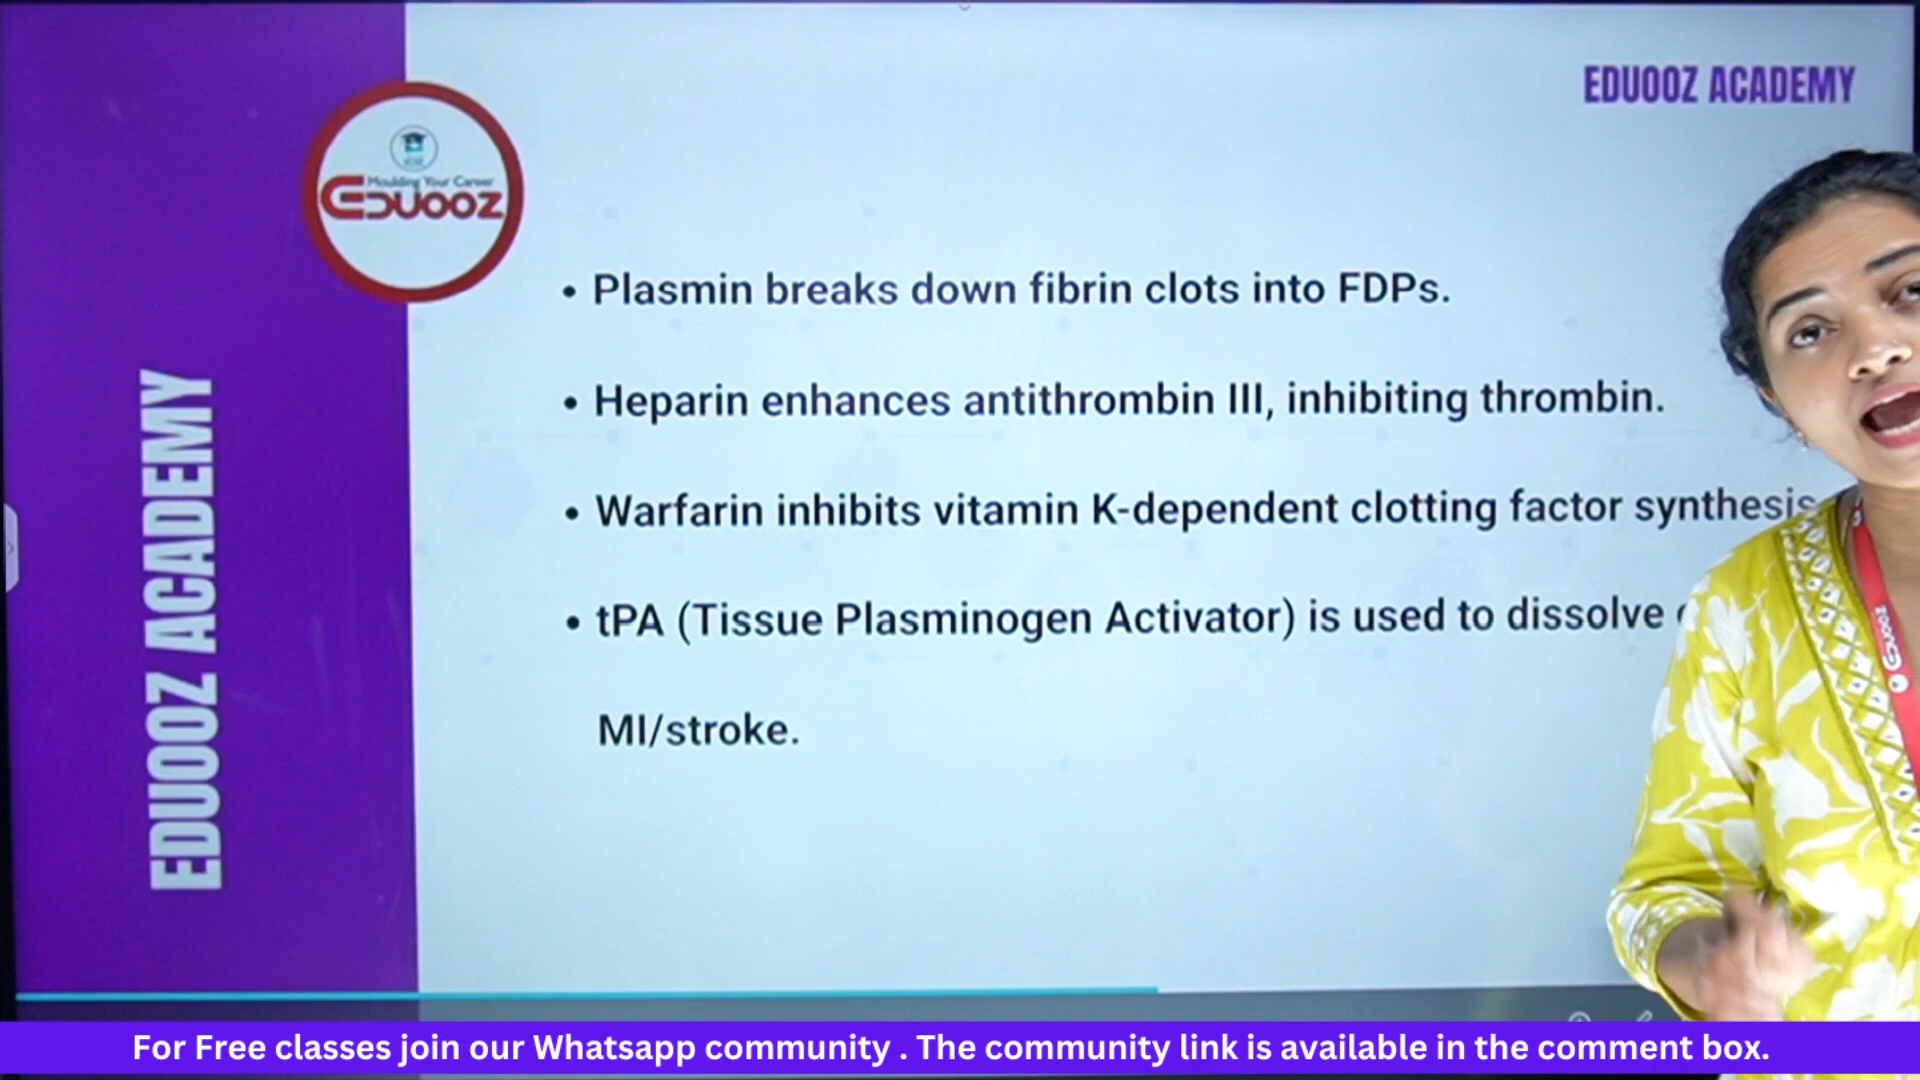 EDUOOZ ACADEMY
Moulding Your Career
EDUOOZ
EDUOOZ ACADEMY
• Plasmin breaks down fibrin clots into FDPs.
• Heparin enhances antithrombin III, inhibiting thrombin.
• Warfarin inhibits vitamin K-dependent clotting factor synthesis
• tPA (Tissue Plasminogen Activator) is used to dissolve
MI/stroke.
EDUOOZ
For Free classes join our Whatsapp community . The community link is available in the comment box.